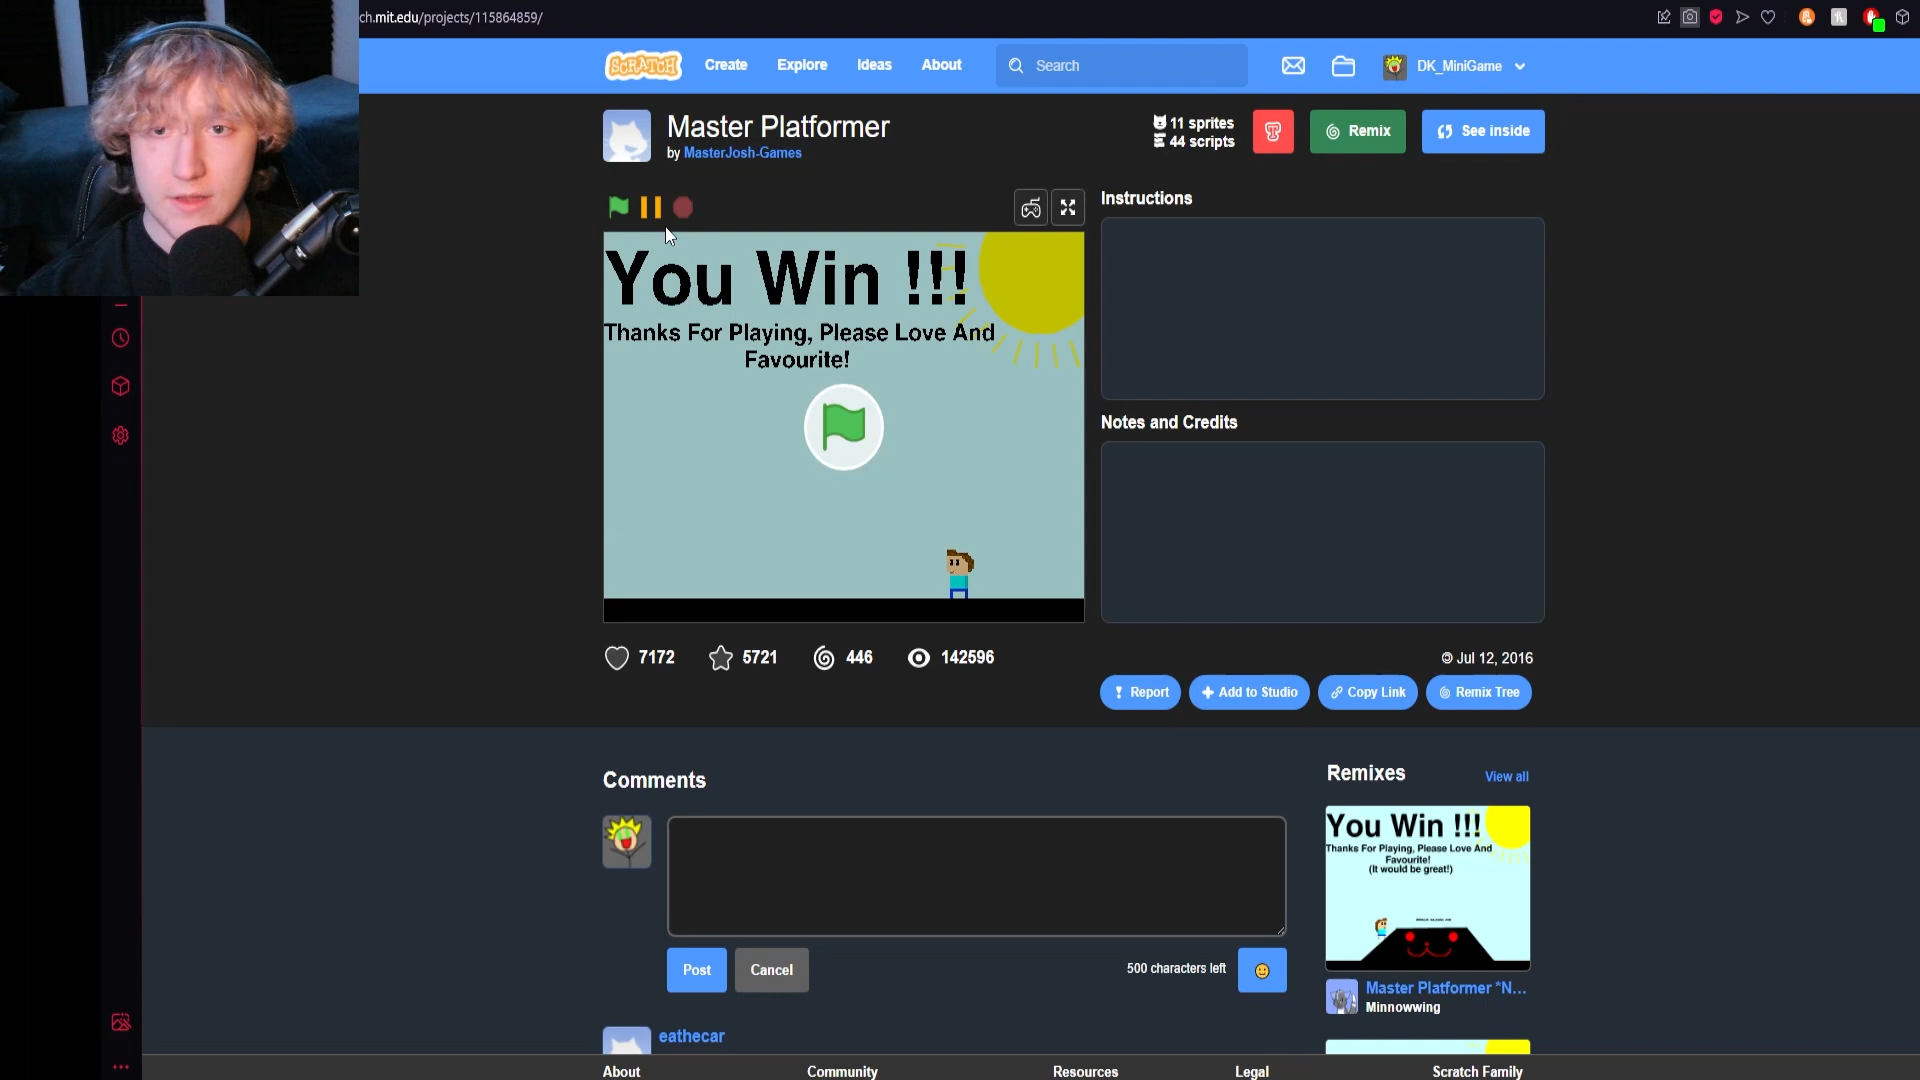 ch.mit.edu/projects/115864859/
SCRATCH
Create
Explore
Ideas
About
Search
DK_MiniGame
Master Platformer
by MasterJosh-Games
11 sprites
44 scripts
Remix
See inside
Instructions
You Win !!!
Thanks For Playing, Please Love And
Favourite!
Notes and Credits
7172
5721
446
142596
© Jul 12, 2016
Report
Add to Studio
Copy Link
Remix Tree
Comments
Remixes
View all
You Win !!!
Thanks For Playing, Please Love And
Favourite!
(It would be great!)
Post
Cancel
500 characters left
Master Platformer *N...
Minnowwing
eathecar
About
Community
Resources
Legal
Scratch Family